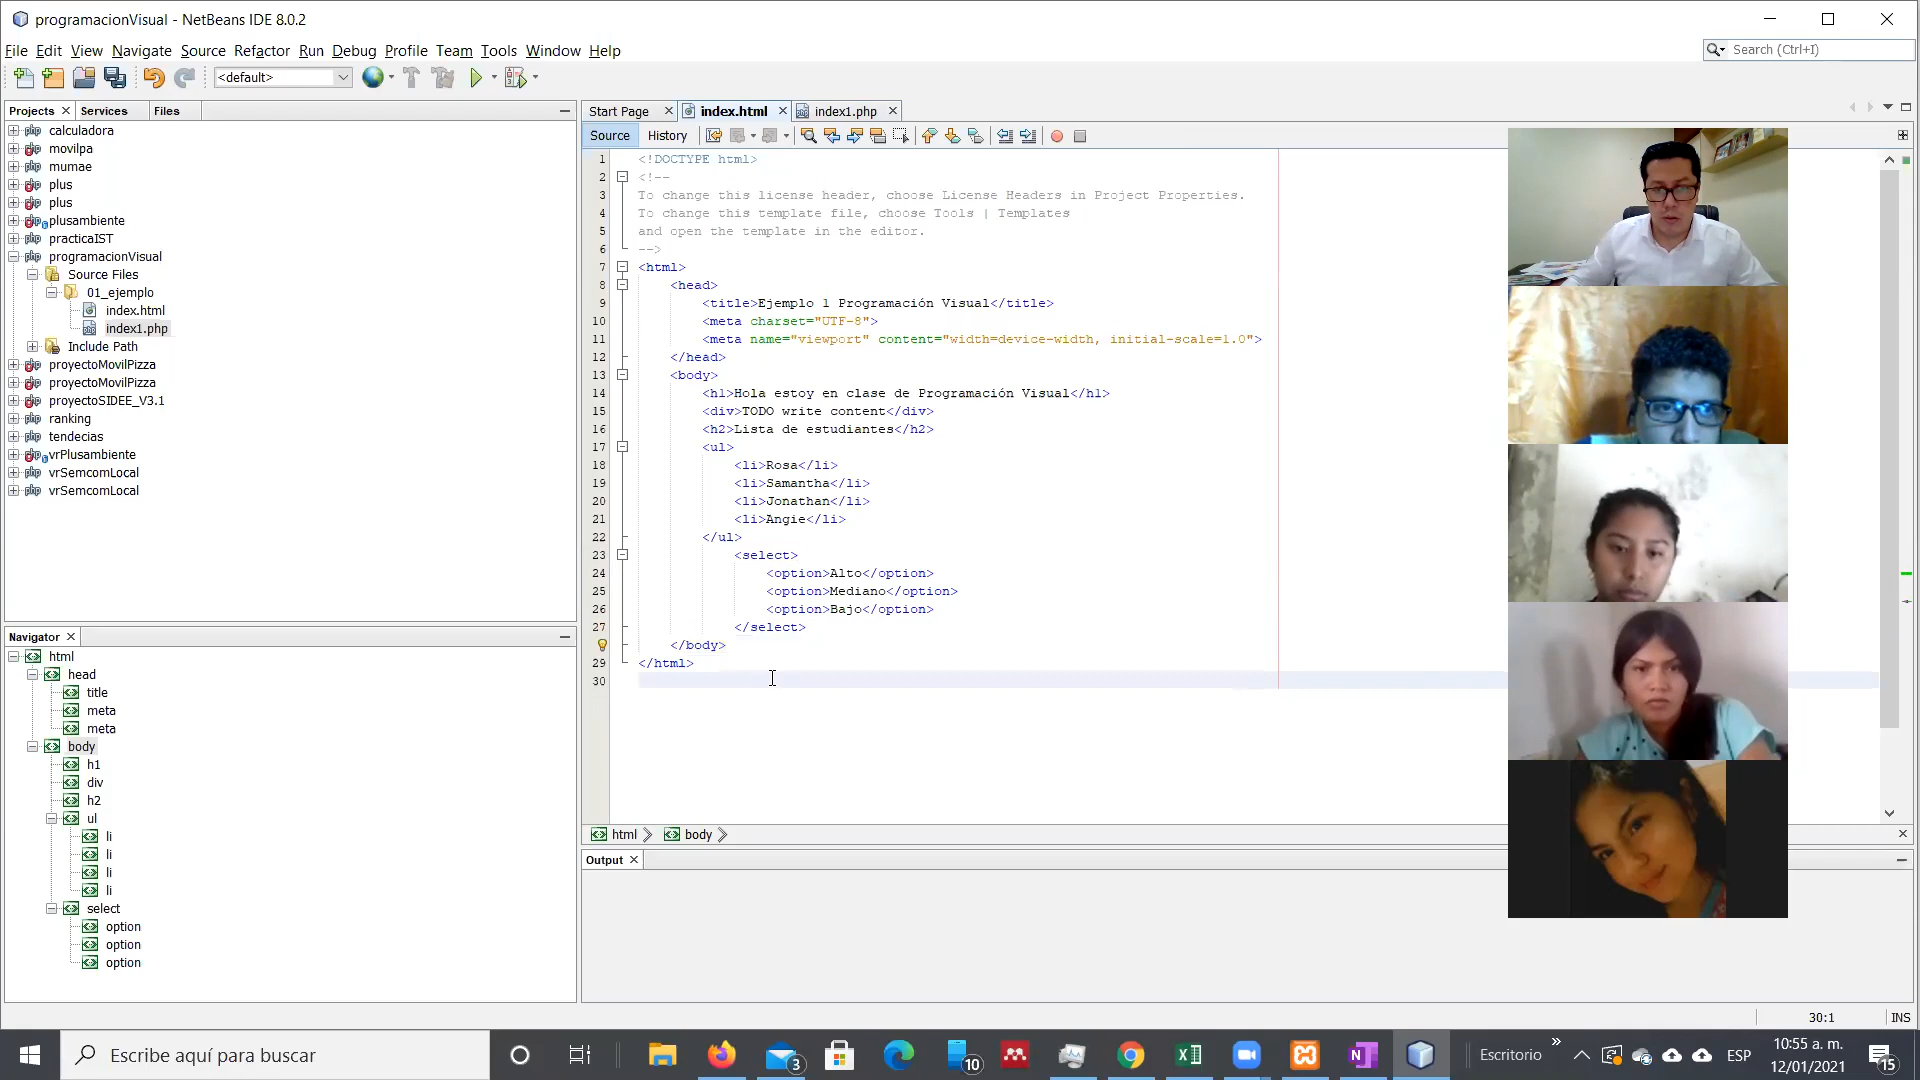 programacionVisual - NetBeans IDE 8.0.2
File Edit View Navigate Source Refactor Run Debug Profile Team Tools Window Help
Search (Ctrl+I)
<default>
Projects Services Files
calculadora
movilpa
mumae
plus
plus
plusambiente
practicaIST
programacionVisual
Source Files
01_ejemplo
index.html
index1.php
Include Path
proyectoMovilPizza
proyectoMovilPizza
proyectoSIDEE_V3.1
ranking
tendecias
vrPlusambiente
vrSemcomLocal
vrSemcomLocal
Navigator
html
head
title
meta
meta
body
h1
div
h2
ul
li
li
li
li
select
option
option
option
Start Page index.html index1.php
Source History
1 <!DOCTYPE html>
2 <!--
3 To change this license header, choose License Headers in Project Properties.
4 To change this template file, choose Tools | Templates
5 and open the template in the editor.
6 -->
7 <html>
8 <head>
9 <title>Ejemplo 1 Programación Visual</title>
10 <meta charset="UTF-8">
11 <meta name="viewport" content="width=device-width, initial-scale=1.0">
12 </head>
13 <body>
14 <h1>Hola estoy en clase de Programación Visual</h1>
15 <div>TODO write content</div>
16 <h2>Lista de estudiantes</h2>
17 <ul>
18 <li>Rosa</li>
19 <li>Samantha</li>
20 <li>Jonathan</li>
21 <li>Angie</li>
22 </ul>
23 <select>
24 <option>Alto</option>
25 <option>Mediano</option>
26 <option>Bajo</option>
27 </select>
</body>
29 </html>
30
html body
Output
30:1 INS
Escribe aquí para buscar
3
10
Escritorio
ESP
10:55 a. m.
12/01/2021
15